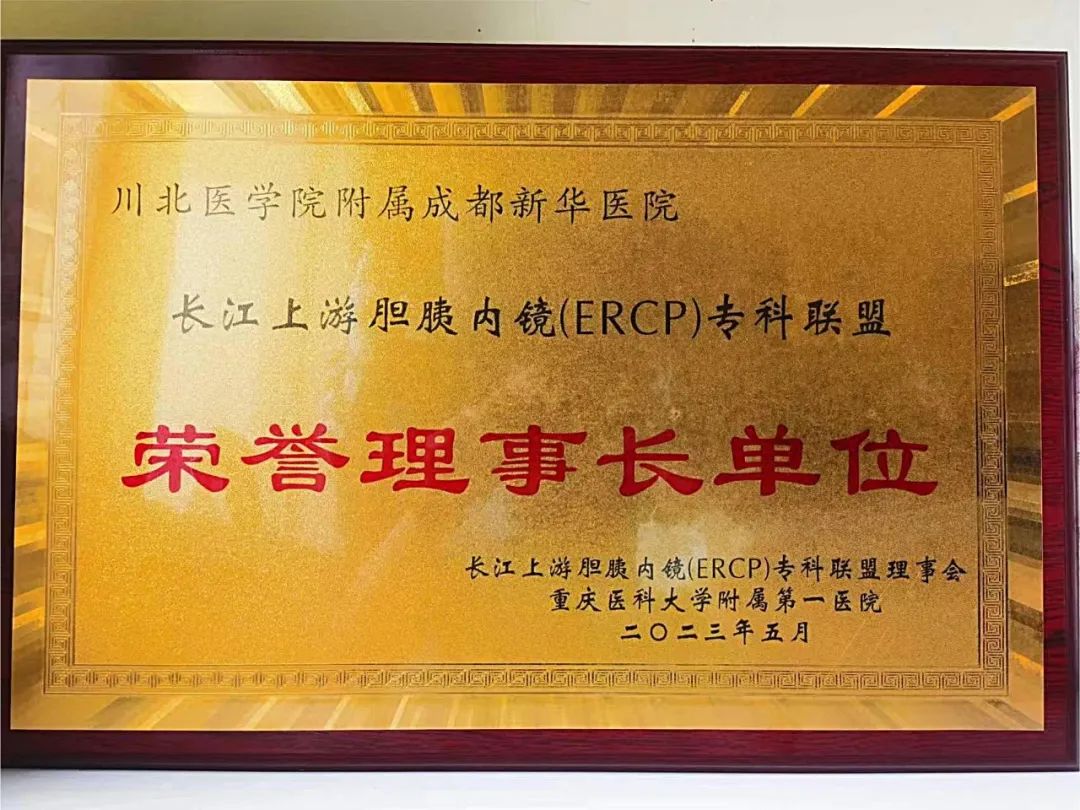 川北医学院附属成都新华医院
长江上游胆胰内镜(ERCP)专科联盟
荣誉理事长单位
长江上游胆胰内镜(ERCP)专科联盟理事会
重庆医科大学附属第一医院
二〇二三年五月